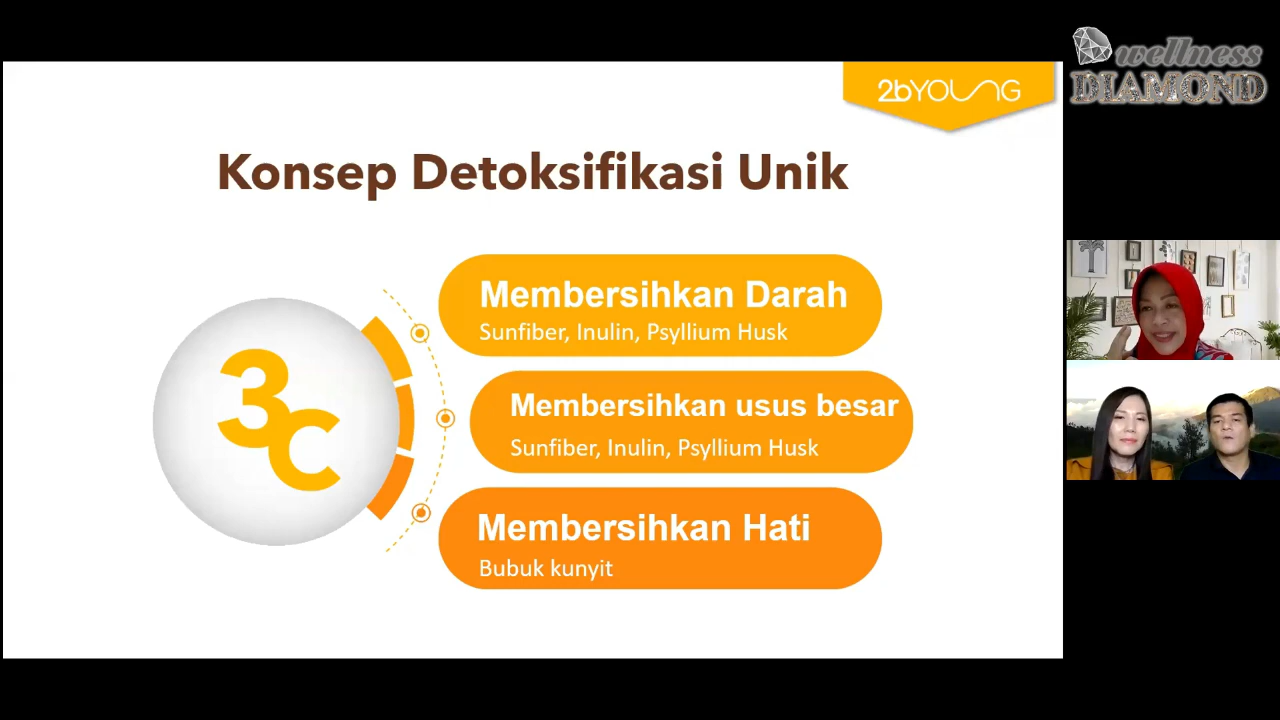 wellness
DIAMOND
2bYOUNG
Konsep Detoksifikasi Unik
3C
Membersihkan Darah
Sunfiber, Inulin, Psyllium Husk
Membersihkan usus besar
Sunfiber, Inulin, Psyllium Husk
Membersihkan Hati
Bubuk kunyit